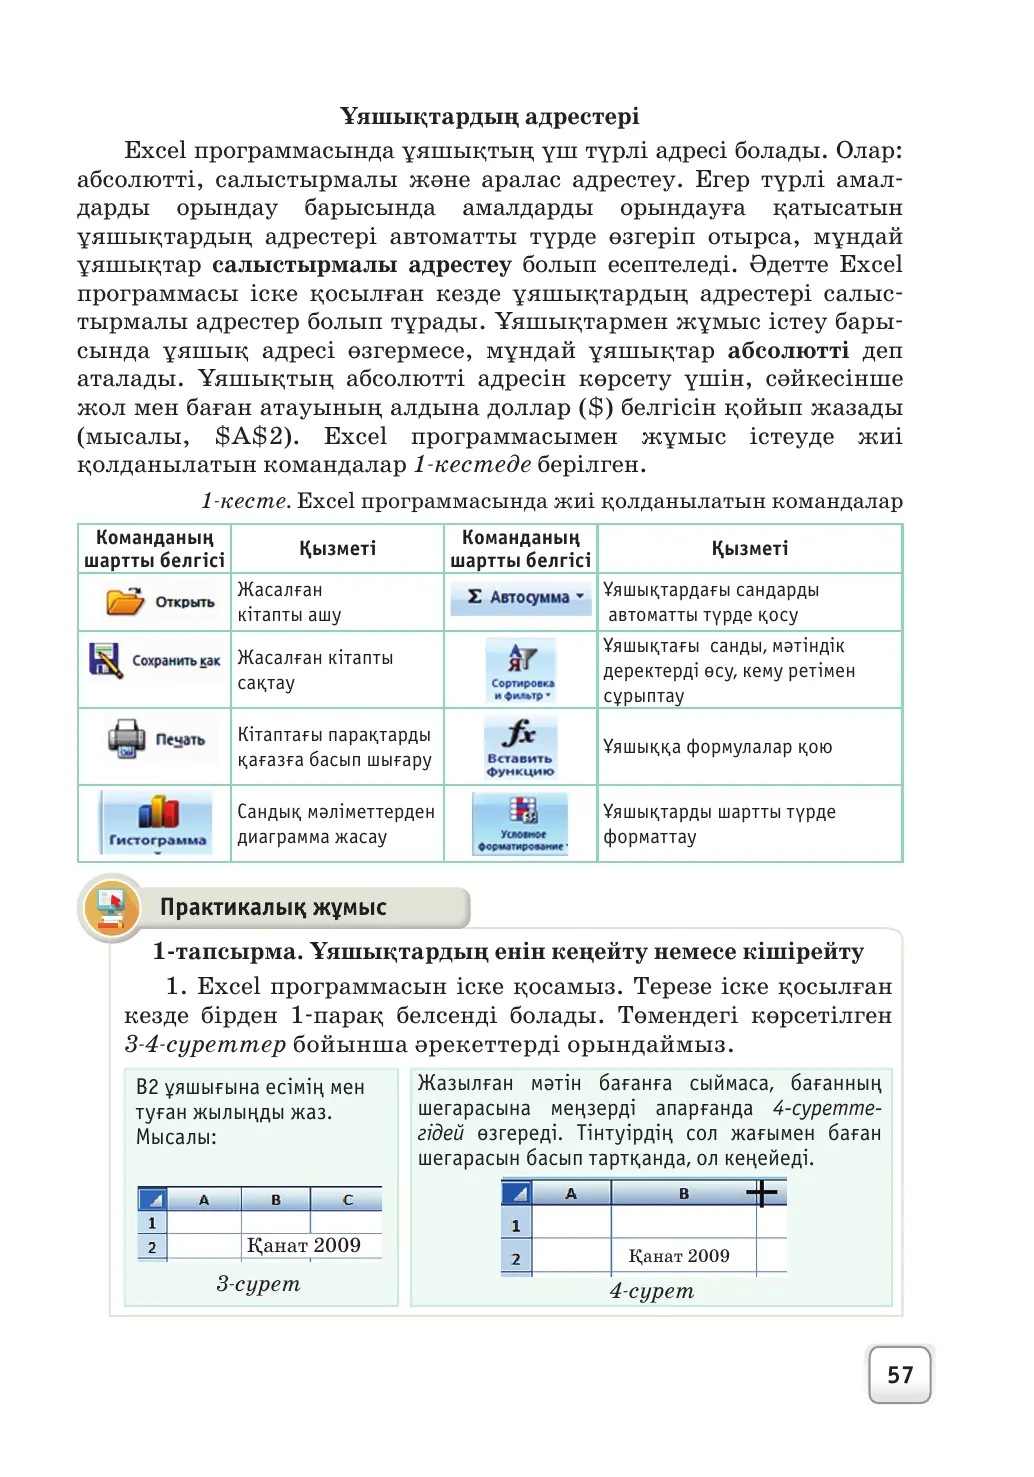 Ұяшықтардың адрестері
Excel программасында ұяшықтың үш түрлі адресі болады. Олар:
абсолютті, салыстырмалы және аралас адрестеу. Егер түрлі амал-
дарды орындау барысында амалдарды орындауға қатысатын
ұяшықтардың адрестері автоматты түрде өзгеріп отырса, мұндай
ұяшықтар салыстырмалы адрестеу болып есептеледі. Әдетте Excel
программасы іске қосылған кезде ұяшықтардың адрестері салыс-
тырмалы адрестер болып тұрады. Ұяшықтармен жұмыс істеу бары-
сында ұяшық адресі өзгермесе, мұндай ұяшықтар абсолютті деп
аталады. Ұяшықтың абсолютті адресін көрсету үшін, сәйкесінше
жол мен баған атауының алдына доллар ($) белгісін қойып жазады
(мысалы, $A$2). Excel программасымен жұмыс істеуде жиі
қолданылатын командалар 1-кестеде берілген.
1-кесте. Excel программасында жиі қолданылатын командалар
Команданың
шартты белгісі
Қызметі
Команданың
шартты белгісі
Қызметі
Открыть
Жасалған
кітапты ашу
Σ Автосумма
Ұяшықтардағы сандарды
автоматты түрде қосу
Сохранить как
Жасалған кітапты
сақтау
Сортировка
и фильтр
Ұяшықтағы санды, мәтіндік
деректерді өсу, кему ретімен
сұрыптау
Печать
Кітаптағы парақтарды
қағазға басып шығару
fx
Вставить
функцию
Ұяшыққа формулалар қою
Гистограмма
Сандық мәліметтерден
диаграмма жасау
Условное
форматирование
Ұяшықтарды шартты түрде
форматтау
Практикалық жұмыс
1-тапсырма. Ұяшықтардың енін кеңейту немесе кішірейту
1. Excel программасын іске қосамыз. Терезе іске қосылған
кезде бірден 1-парақ белсенді болады. Төмендегі көрсетілген
3-4-суреттер бойынша әрекеттерді орындаймыз.
B2 ұяшығына есімің мен
туған жылыңды жаз.
Мысалы:
A B C
1
2 Қанат 2009
3-сурет
Жазылған мәтін бағанға сыймаса, бағанның
шегарасына меңзерді апарғанда 4-суретте-
гідей өзгереді. Тінтуірдің сол жағымен баған
шегарасын басып тартқанда, ол кеңейеді.
A B
1
2 Қанат 2009
4-сурет
57